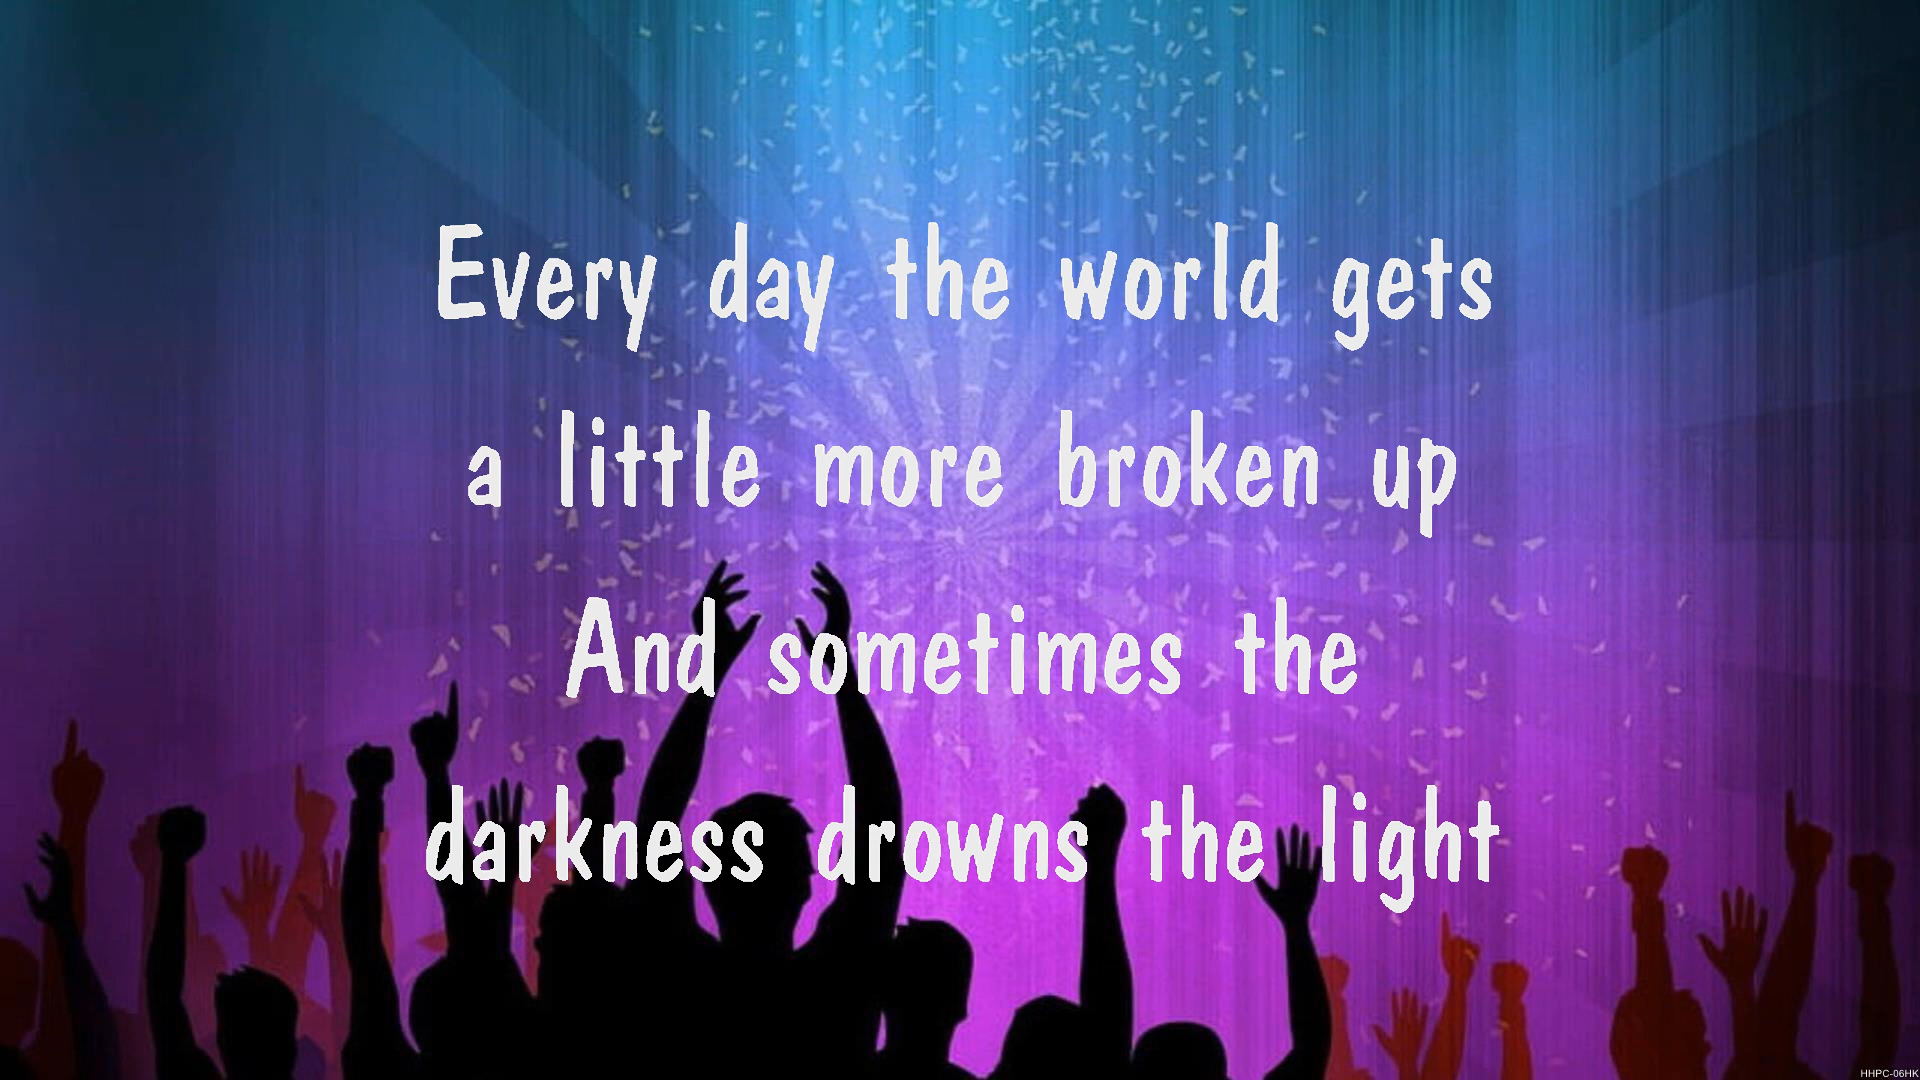 Every day the world gets
a little more broken up
And sometimes the
darkness drowns the light
HHPC-06HK